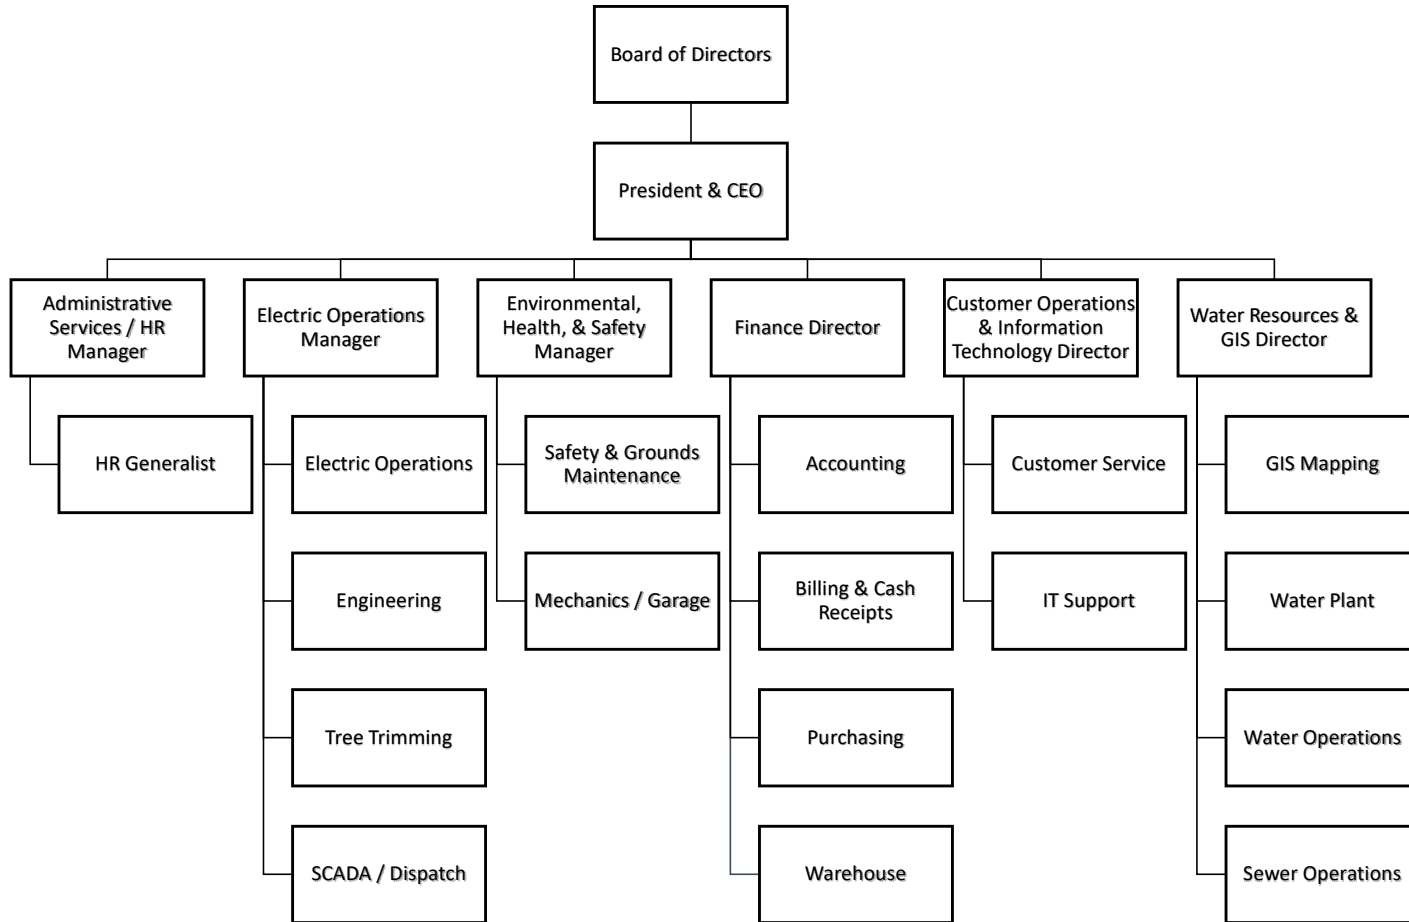 Board of Directors
President & CEO
Administrative
Services / HR
Manager
Electric Operations
Manager
Environmental,
Health, & Safety
Manager
Finance Director
Customer Operations
& Information
Technology Director
Water Resources &
GIS Director
HR Generalist
Electric Operations
Safety & Grounds
Maintenance
Accounting
Customer Service
GIS Mapping
Engineering
Mechanics / Garage
Billing & Cash
Receipts
IT Support
Water Plant
Tree Trimming
Purchasing
Water Operations
SCADA / Dispatch
Warehouse
Sewer Operations